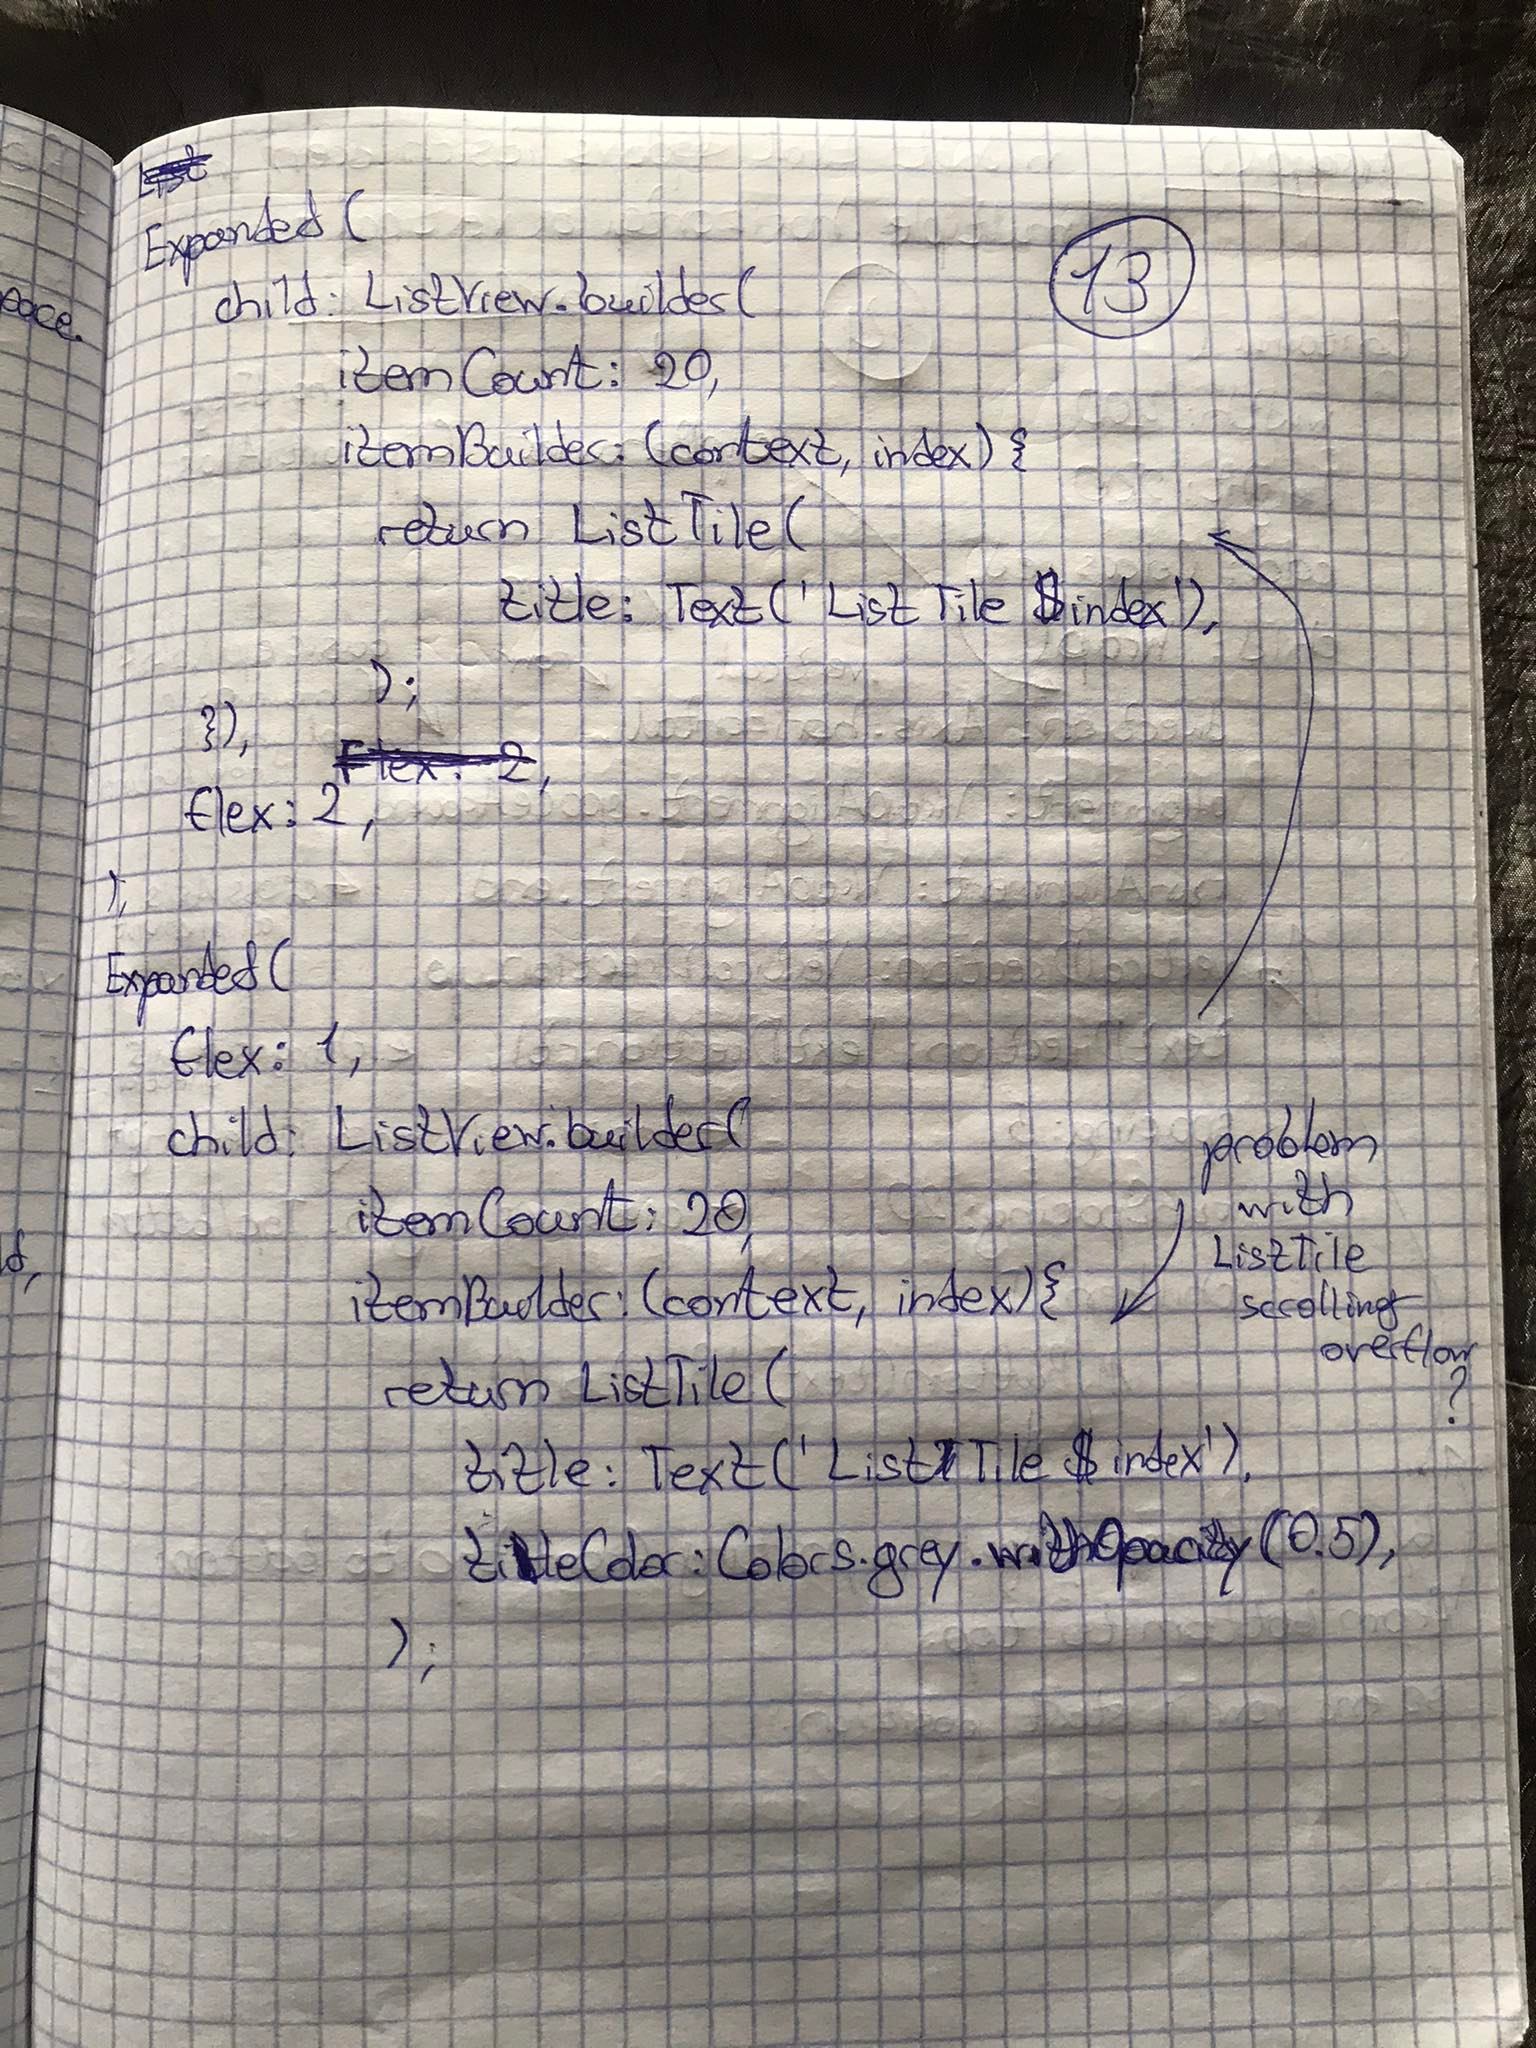 List
Expanded (
13
child: ListView.builder(
itemCount: 20,
itemBuilder: (context, index) {
return ListTile(
title: Text('List Tile $index'),
);
}),
Flex: 2,
flex: 2,
),
Expanded (
flex: 1,
child: ListView.builder(
itemCount: 20,
itemBuilder: (context, index) {
return ListTile (
title: Text('List Tile $index'),
tileColor: Colors.grey.withOpacity (0.5),
);
problem
with
ListTile
scrolling
overflow
?
pace.
d,